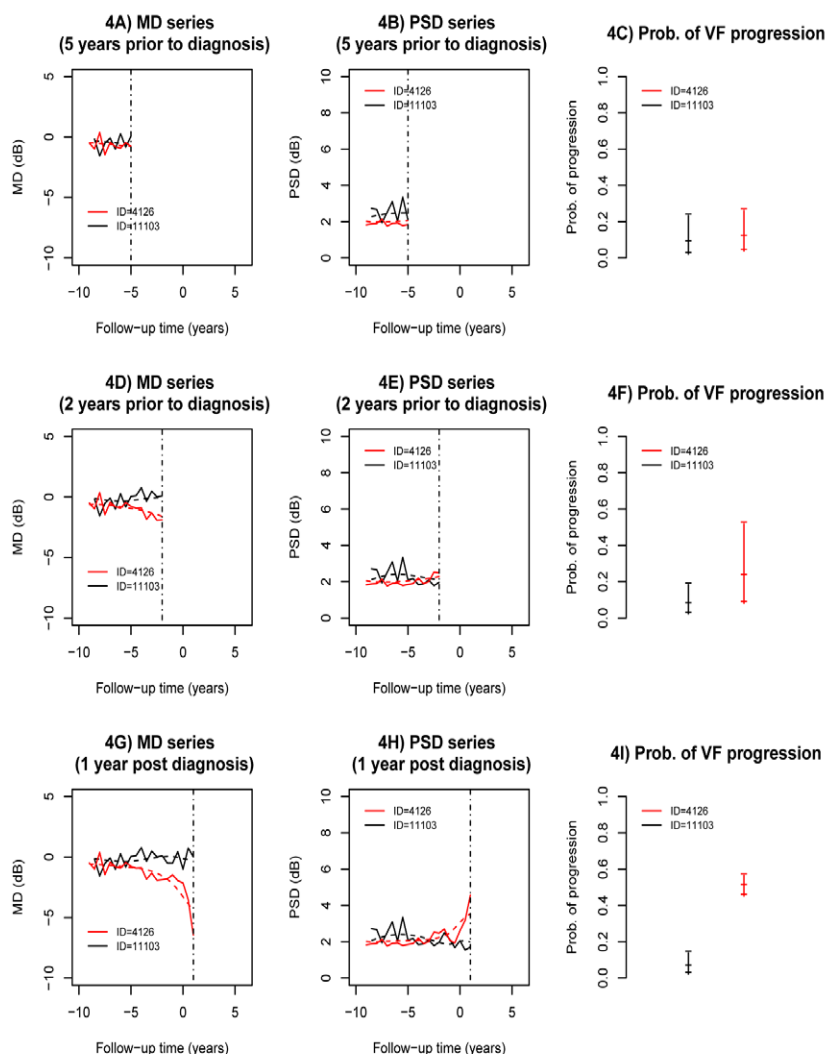 4A) MD series
(5 years prior to diagnosis)
5
0
−5
−10
MD (dB)
ID=4126
ID=11103
−10 −5 0 5
Follow−up time (years)
4B) PSD series
(5 years prior to diagnosis)
10
8
6
4
2
0
PSD (dB)
ID=4126
ID=11103
−10 −5 0 5
Follow−up time (years)
4C) Prob. of VF progression
1.0
0.8
0.6
0.4
0.2
0.0
Prob. of progression
ID=4126
ID=11103
4D) MD series
(2 years prior to diagnosis)
5
0
−5
−10
MD (dB)
ID=4126
ID=11103
−10 −5 0 5
Follow−up time (years)
4E) PSD series
(2 years prior to diagnosis)
10
8
6
4
2
0
PSD (dB)
ID=4126
ID=11103
−10 −5 0 5
Follow−up time (years)
4F) Prob. of VF progression
1.0
0.8
0.6
0.4
0.2
0.0
Prob. of progression
ID=4126
ID=11103
4G) MD series
(1 year post diagnosis)
5
0
−5
−10
MD (dB)
ID=4126
ID=11103
−10 −5 0 5
Follow−up time (years)
4H) PSD series
(1 year post diagnosis)
10
8
6
4
2
0
PSD (dB)
ID=4126
ID=11103
−10 −5 0 5
Follow−up time (years)
4I) Prob. of VF progression
1.0
0.8
0.6
0.4
0.2
0.0
Prob. of progression
ID=4126
ID=11103